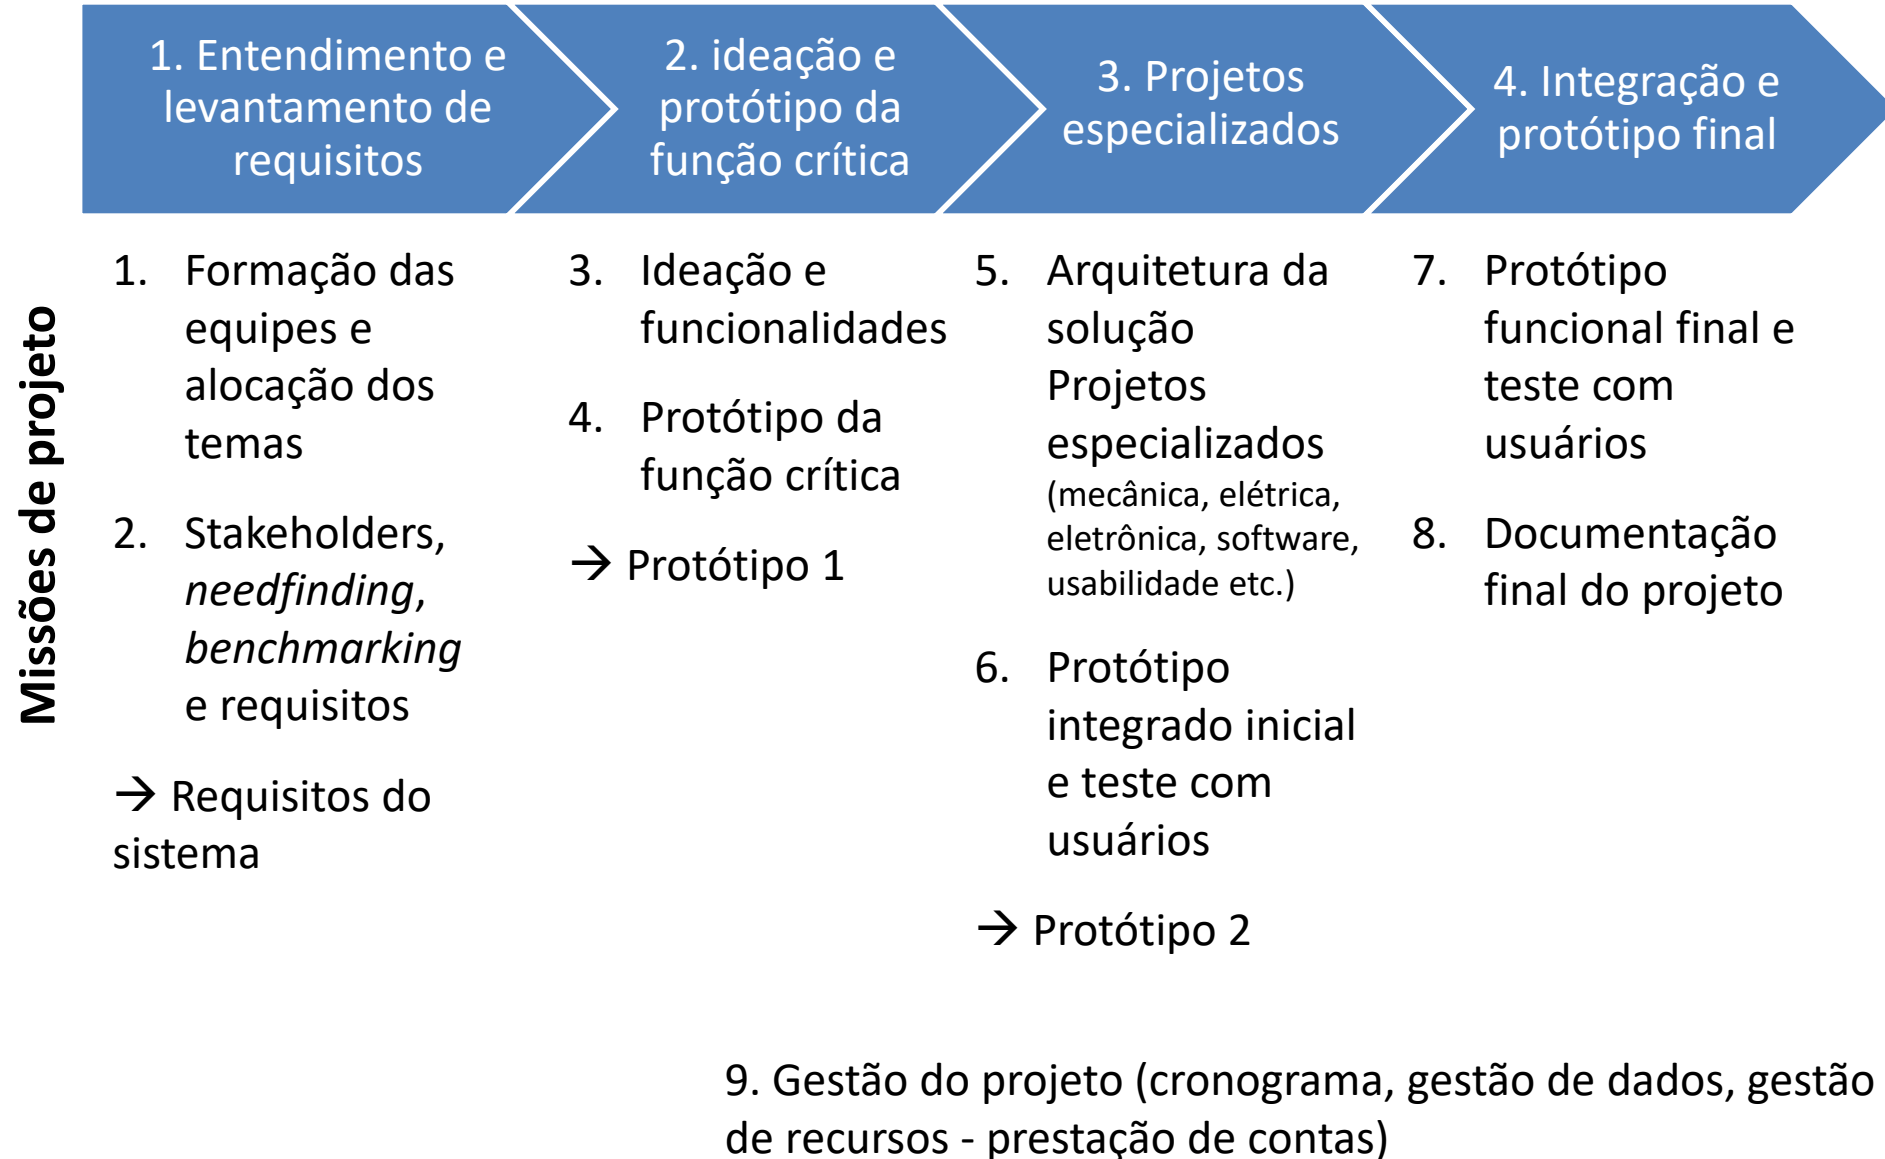 1. Entendimento e
levantamento de
requisitos
2. ideação e
protótipo da
função crítica
3. Projetos
especializados
4. Integração e
protótipo final
Missões de projeto
1. Formação das
equipes e
alocação dos
temas
2. Stakeholders,
needfinding,
benchmarking
e requisitos
→ Requisitos do
sistema
3. Ideação e
funcionalidades
4. Protótipo da
função crítica
→ Protótipo 1
5. Arquitetura da
solução
Projetos
especializados
(mecânica, elétrica,
eletrônica, software,
usabilidade etc.)
6. Protótipo
integrado inicial
e teste com
usuários
→ Protótipo 2
7. Protótipo
funcional final e
teste com
usuários
8. Documentação
final do projeto
9. Gestão do projeto (cronograma, gestão de dados, gestão
de recursos - prestação de contas)